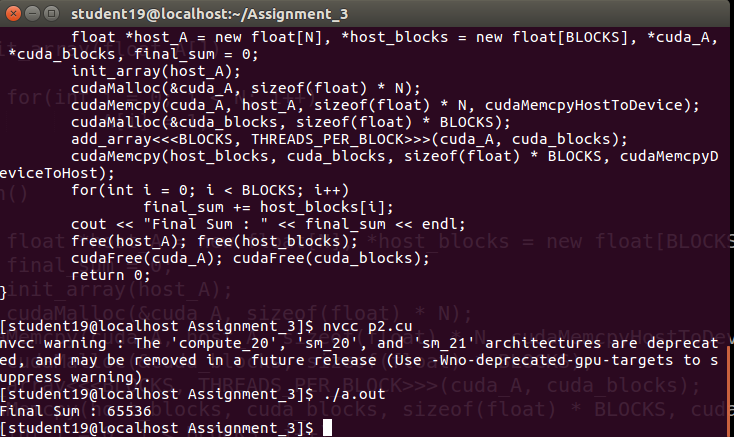 student19@localhost:~/Assignment_3
float *host_A = new float[N], *host_blocks = new float[BLOCKS], *cuda_A,
*cuda_blocks, final_sum = 0;
init_array(host_A);
cudaMalloc(&cuda_A, sizeof(float) * N);
cudaMemcpy(cuda_A, host_A, sizeof(float) * N, cudaMemcpyHostToDevice);
cudaMalloc(&cuda_blocks, sizeof(float) * BLOCKS);
add_array<<<BLOCKS, THREADS_PER_BLOCK>>>(cuda_A, cuda_blocks);
cudaMemcpy(host_blocks, cuda_blocks, sizeof(float) * BLOCKS, cudaMemcpyD
eviceToHost);
for(int i = 0; i < BLOCKS; i++)
final_sum += host_blocks[i];
cout << "Final Sum : " << final_sum << endl;
free(host_A); free(host_blocks);
cudaFree(cuda_A); cudaFree(cuda_blocks);
return 0;
}
[student19@localhost Assignment_3]$ nvcc p2.cu
nvcc warning : The 'compute_20', 'sm_20', and 'sm_21' architectures are deprecat
ed, and may be removed in a future release (Use -Wno-deprecated-gpu-targets to s
uppress warning).
[student19@localhost Assignment_3]$ ./a.out
Final Sum : 65536
[student19@localhost Assignment_3]$